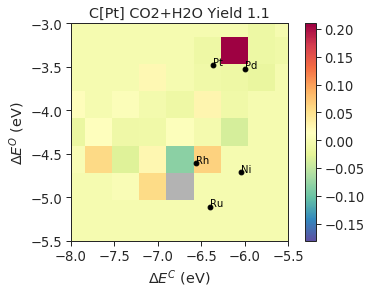 C[Pt] CO2+H2O Yield 1.1
−3.0
−3.5
−4.0
−4.5
−5.0
−5.5
ΔE^O (eV)
Pt
Pd
Rh
Ni
Ru
−8.0 −7.5 −7.0 −6.5 −6.0 −5.5
ΔE^C (eV)
0.20
0.15
0.10
0.05
0.00
−0.05
−0.10
−0.15